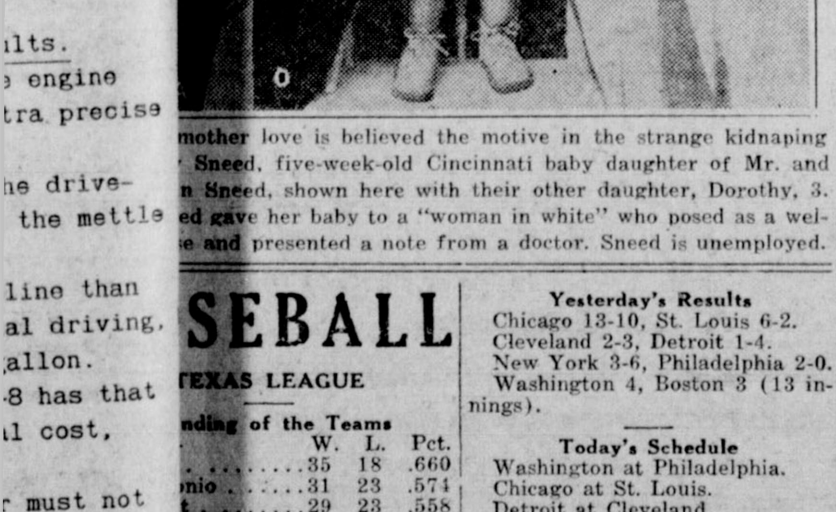 ults.
engine
tra precise
he drive-
the mettle
line than
al driving.
allon.
8 has that
cost,
must not
mother love is believed the motive in the strange kidnaping
Sneed, five-week-old Cincinnati baby daughter of Mr. and
n Sneed, shown here with their other daughter, Dorothy, 3.
ed gave her baby to a "woman in white" who posed as a wel-
e and presented a note from a doctor. Sneed is unemployed.
SEBALL
TEXAS LEAGUE
nding of the Teams
W. L. Pct.
. ........35 18 .660
onio ......31 23 .574
t ........29 23 .558
Yesterday's Results
Chicago 13-10, St. Louis 6-2.
Cleveland 2-3, Detroit 1-4.
New York 3-6, Philadelphia 2-0.
Washington 4, Boston 3 (13 in-
nings).
Today's Schedule
Washington at Philadelphia.
Chicago at St. Louis.
Detroit at Cleveland